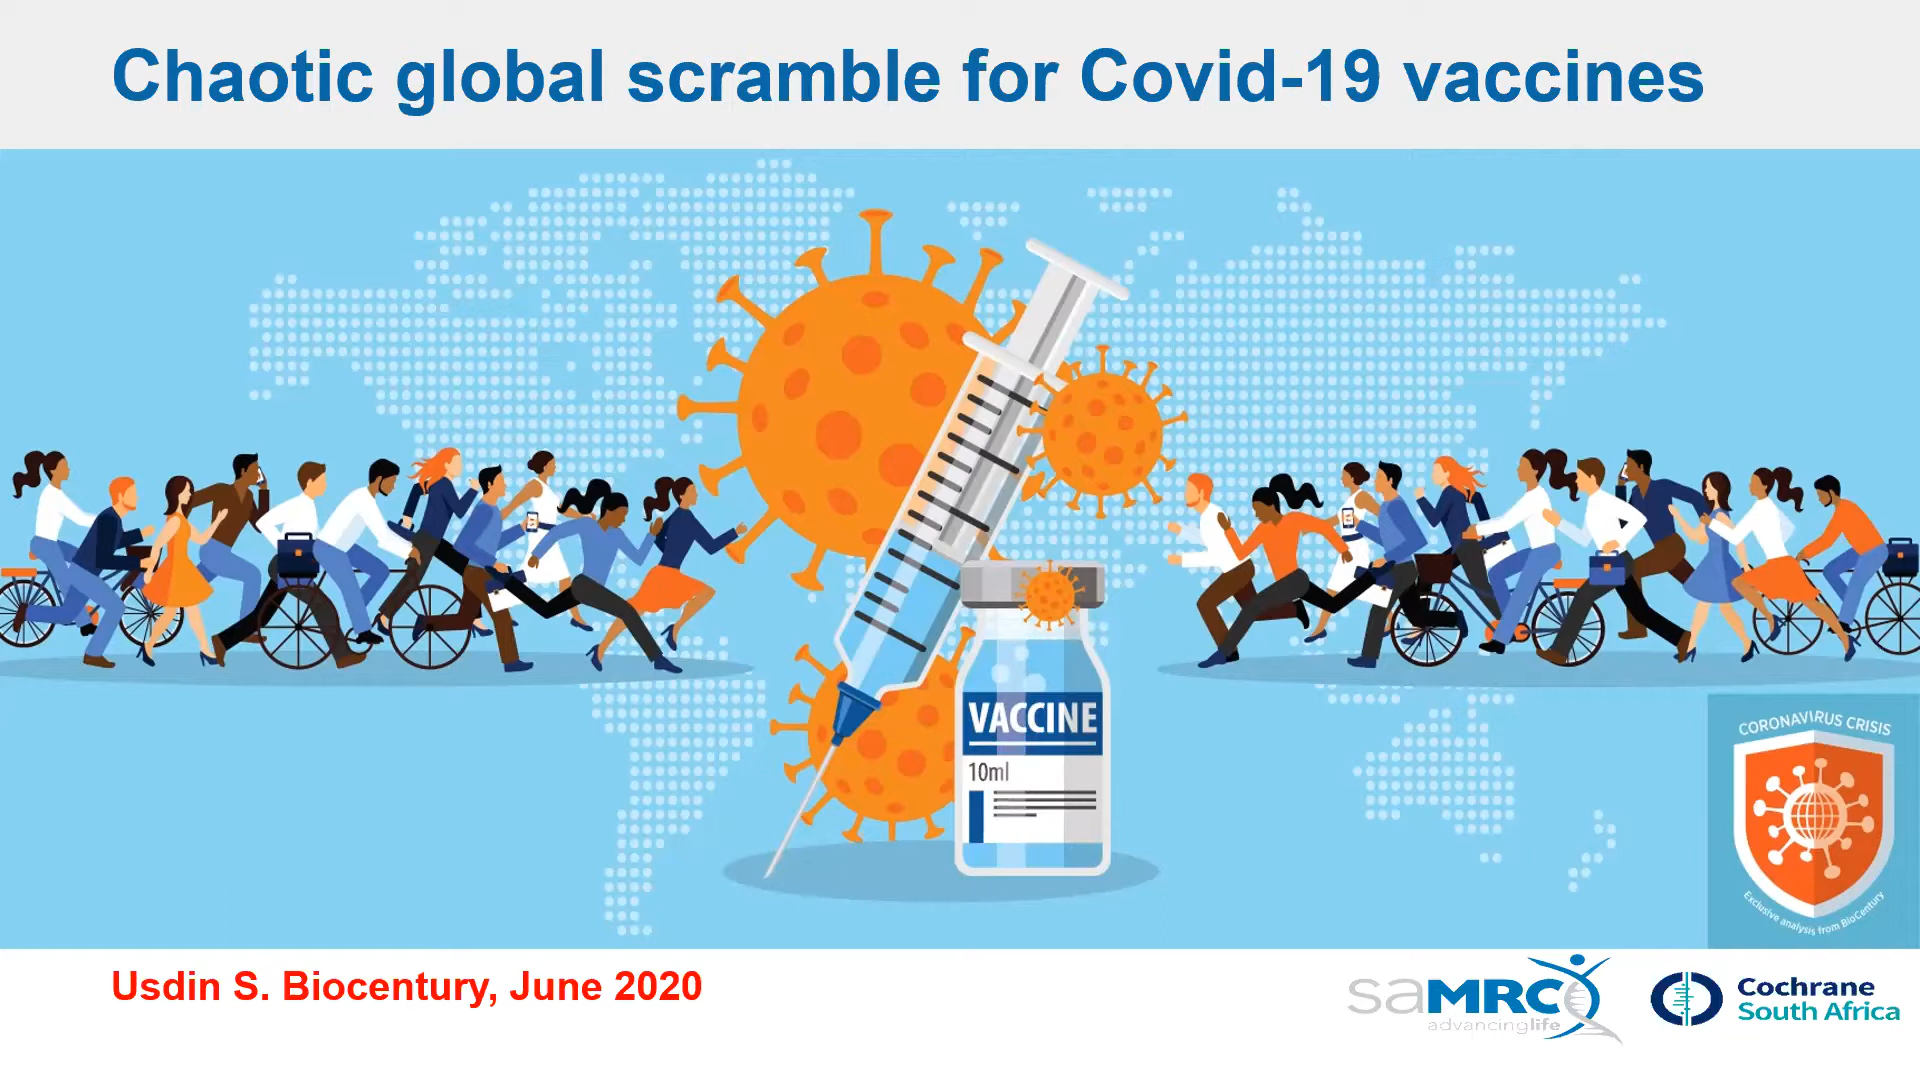 Chaotic global scramble for Covid-19 vaccines
VACCINE
10ml
CORONAVIRUS CRISIS
Exclusive analysis from BioCentury
Usdin S. Biocentury, June 2020
saMRC
advancinglife
Cochrane
South Africa